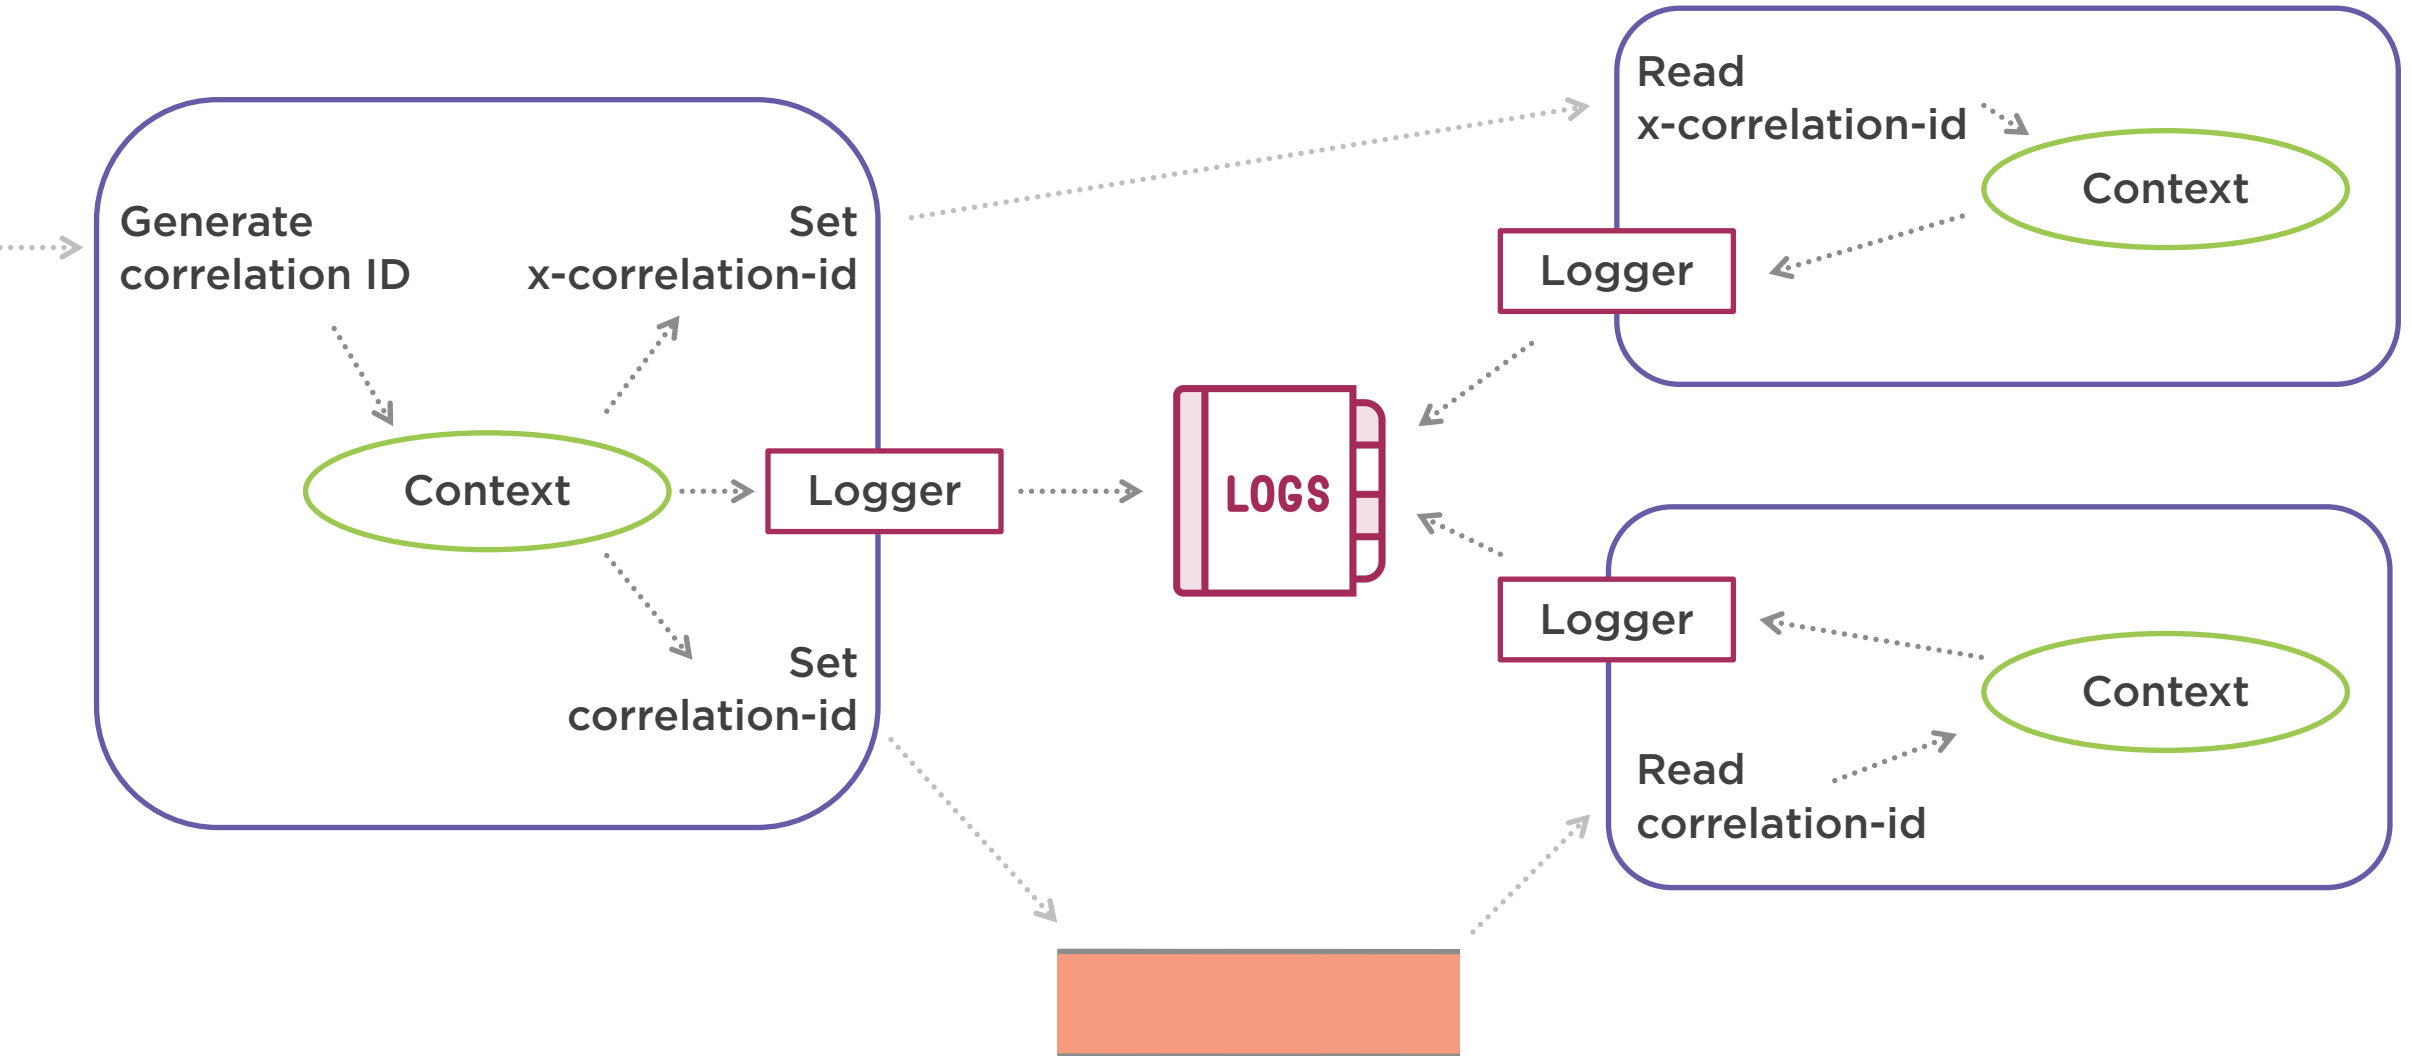 Generate
correlation ID
Set
x-correlation-id
Context
Logger
Set
correlation-id
LOGS
Read
x-correlation-id
Context
Logger
Logger
Context
Read
correlation-id